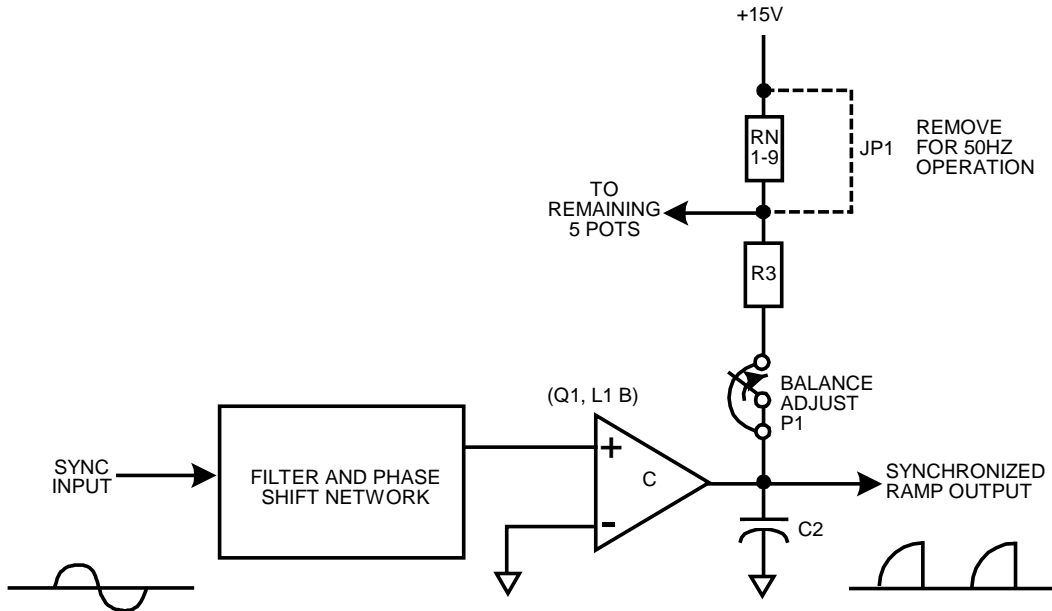 +15V
RN
1-9
JP1
REMOVE
FOR 50HZ
OPERATION
TO
REMAINING
5 POTS
R3
BALANCE
ADJUST
P1
(Q1, L1 B)
+
-
C
SYNC
INPUT
FILTER AND PHASE
SHIFT NETWORK
SYNCHRONIZED
RAMP OUTPUT
C2